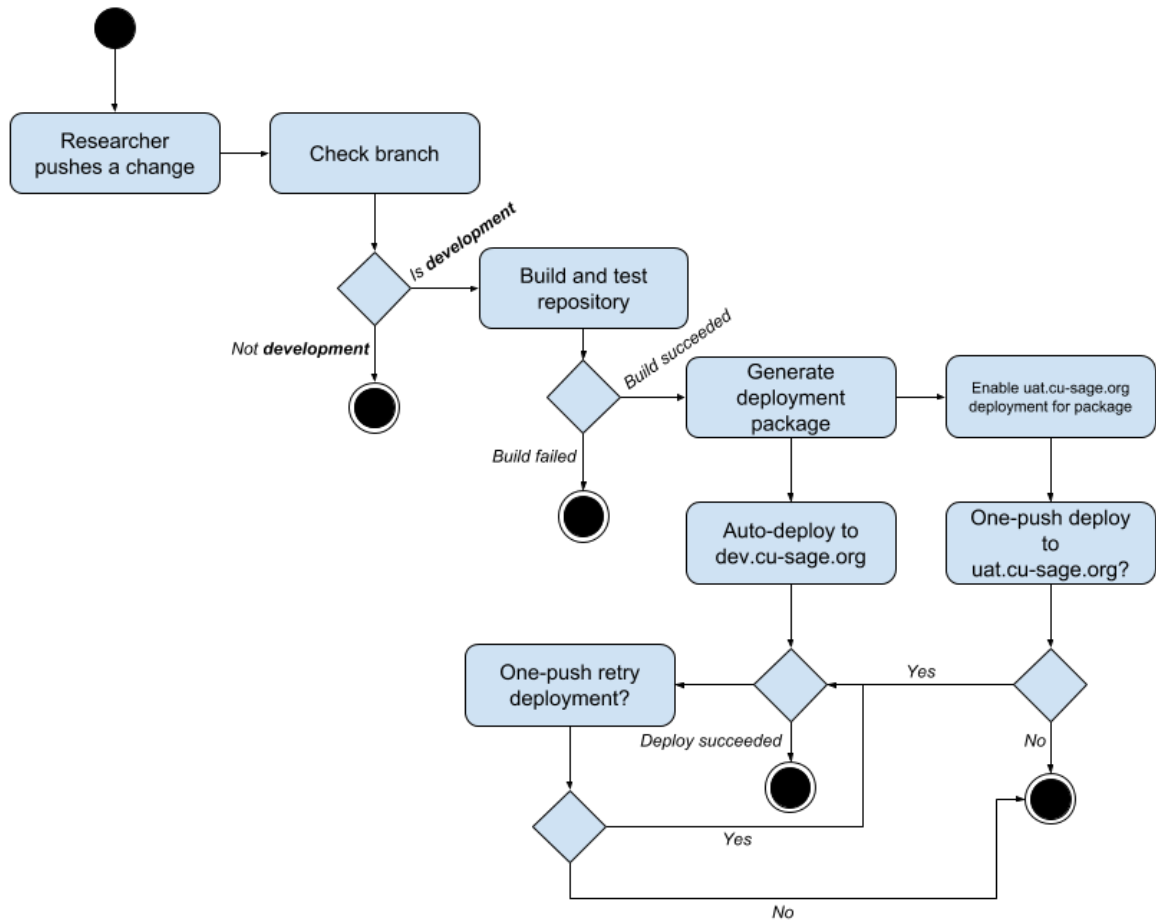 Researcher
pushes a change
Check branch
Is development
Not development
Build and test
repository
Build succeeded
Build failed
Generate
deployment
package
Enable uat.cu-sage.org
deployment for package
Auto-deploy to
dev.cu-sage.org
One-push deploy
to
uat.cu-sage.org?
One-push retry
deployment?
Yes
Deploy succeeded
No
Yes
No